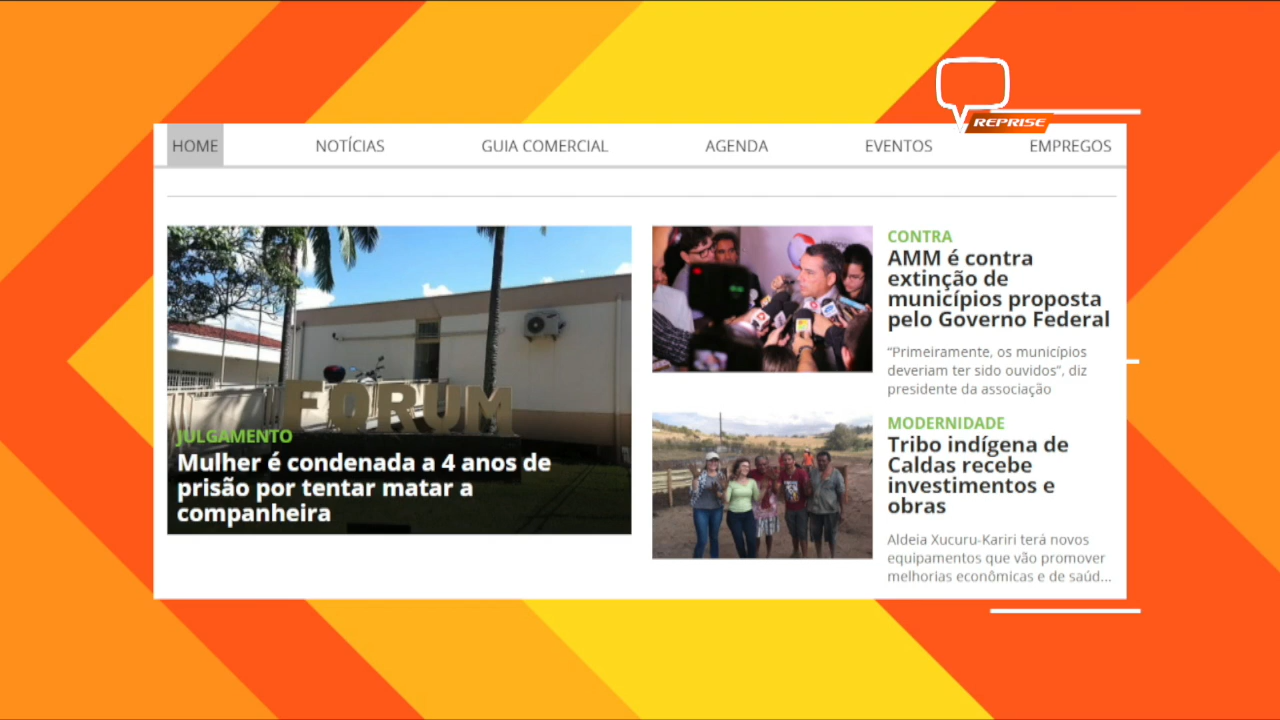 REPRISE
HOME NOTÍCIAS GUIA COMERCIAL AGENDA EVENTOS EMPREGOS
FORUM
JULGAMENTO
Mulher é condenada a 4 anos de
prisão por tentar matar a
companheira
CONTRA
AMM é contra
extinção de
municípios proposta
pelo Governo Federal
“Primeiramente, os municípios
deveriam ter sido ouvidos”, diz
presidente da associação
MODERNIDADE
Tribo indígena de
Caldas recebe
investimentos e
obras
Aldeia Xucuru-Kariri terá novos
equipamentos que vão promover
melhorias econômicas e de saúd...